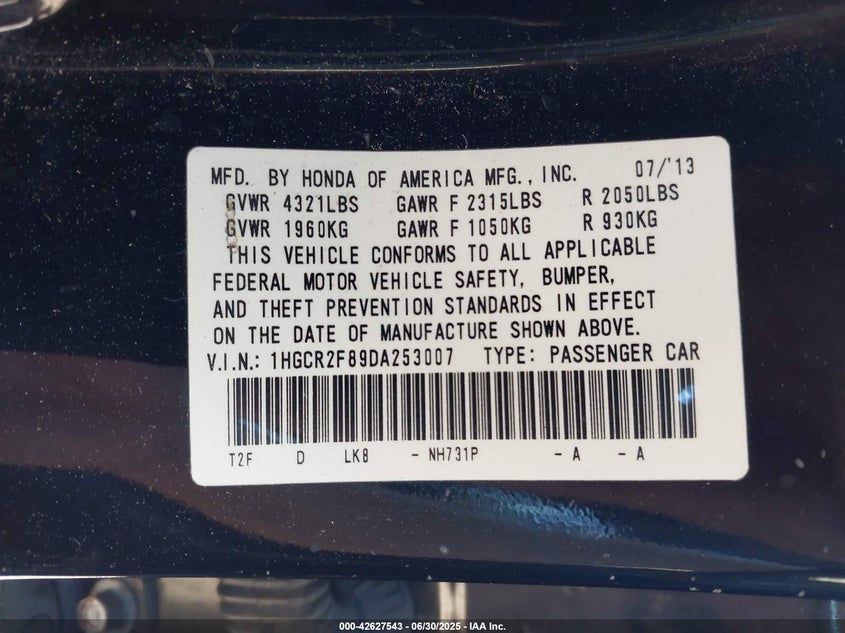 MFD. BY HONDA OF AMERICA MFG., INC. 07/'13
GVWR 4321LBS GAWR F 2315LBS R 2050LBS
GVWR 1960KG GAWR F 1050KG R 930KG
THIS VEHICLE CONFORMS TO ALL APPLICABLE
FEDERAL MOTOR VEHICLE SAFETY, BUMPER,
AND THEFT PREVENTION STANDARDS IN EFFECT
ON THE DATE OF MANUFACTURE SHOWN ABOVE.
V.I.N.: 1HGCR2F89DA253007 TYPE: PASSENGER CAR
T2F D LK8 - NH731P - A - A
000-42627543 - 06/30/2025 - IAA Inc.